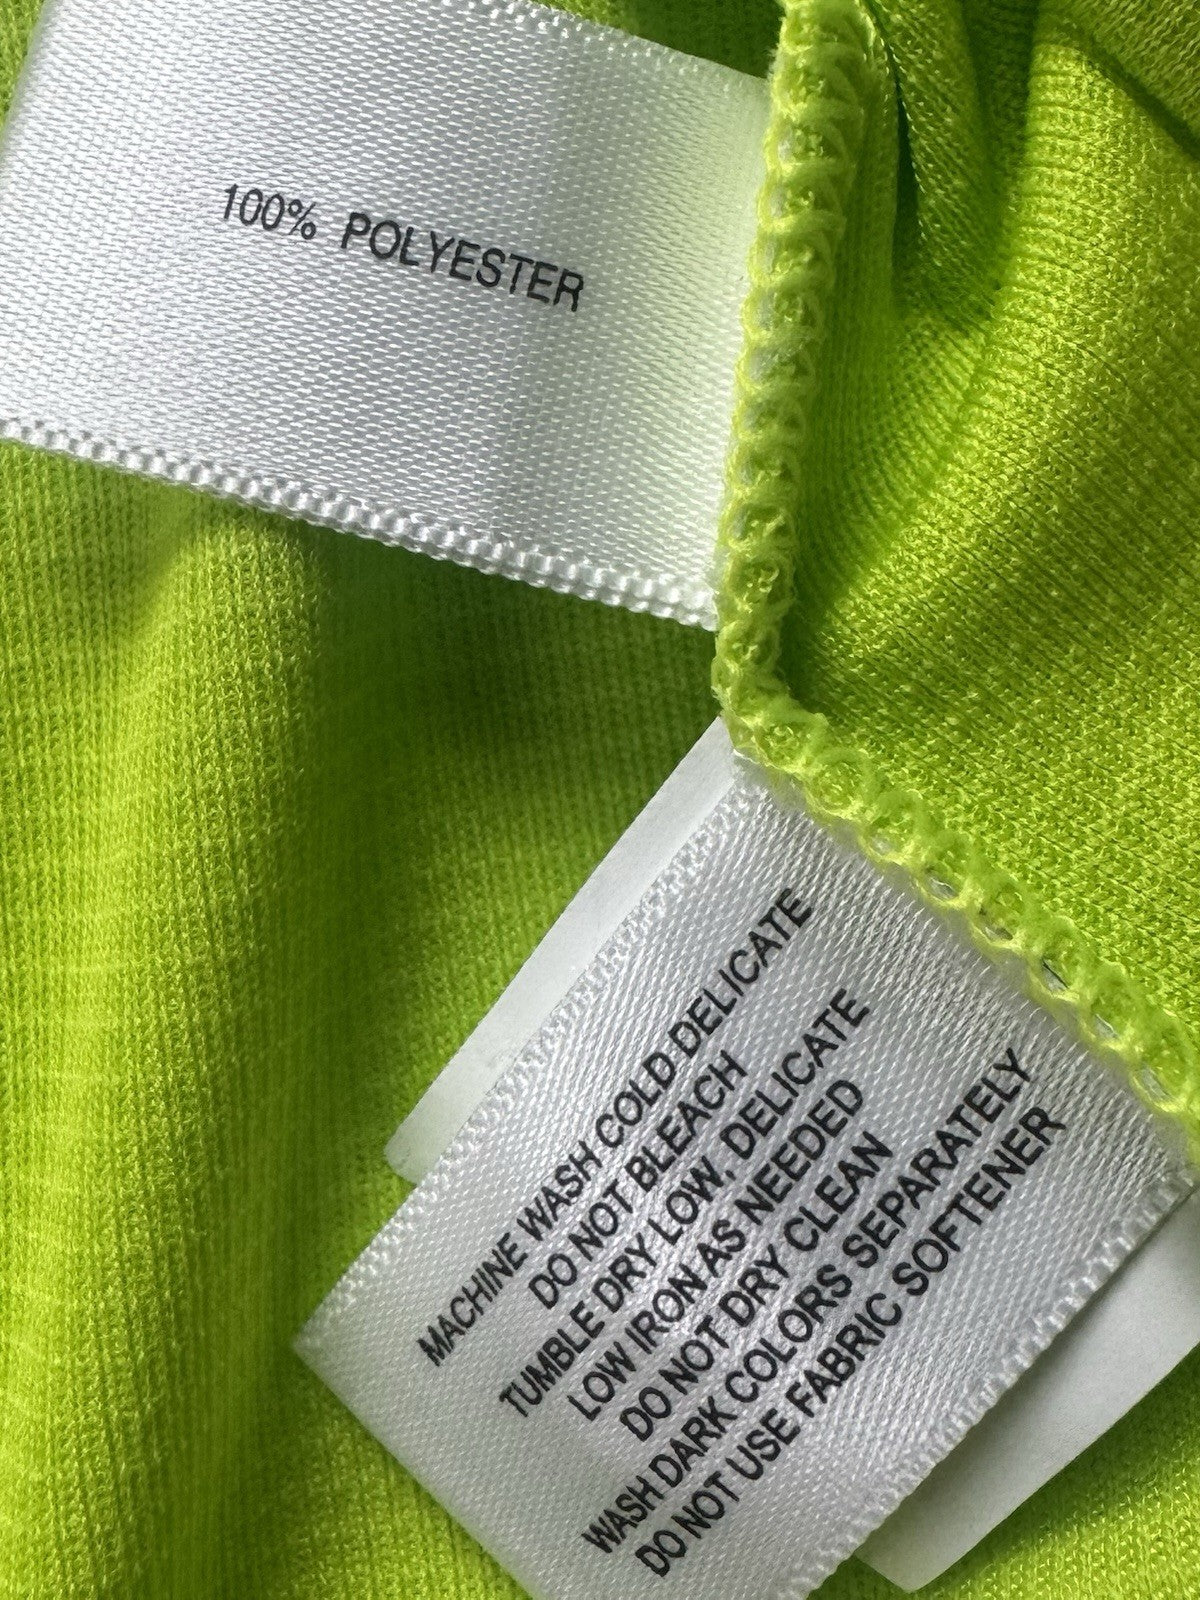 100% POLYESTER
MACHINE WASH COLD DELICATE
DO NOT BLEACH
TUMBLE DRY LOW, DELICATE
LOW IRON AS NEEDED
DO NOT DRY CLEAN
WASH DARK COLORS SEPARATELY
DO NOT USE FABRIC SOFTENER